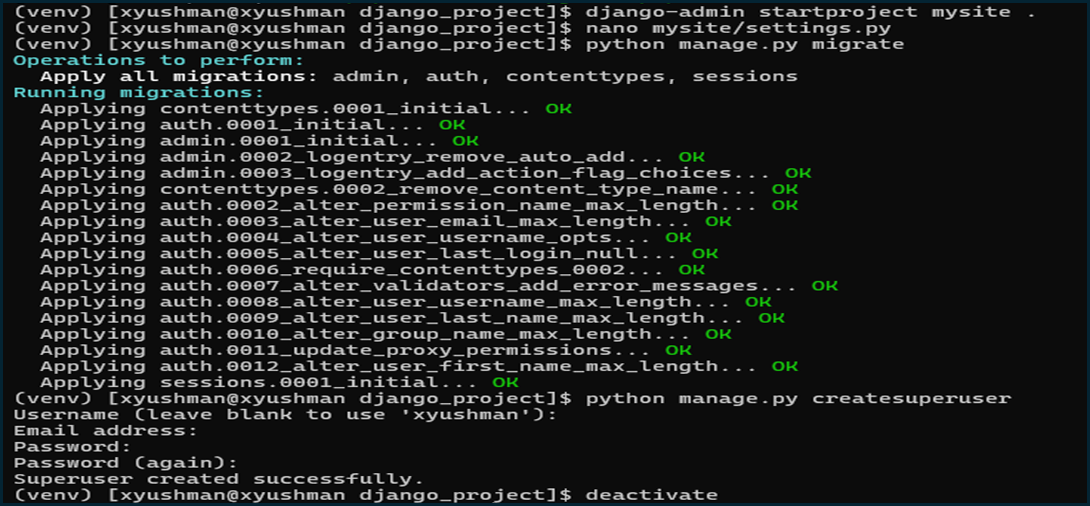 (venv) [xyushman@xyushman django_project]$ django-admin startproject mysite .
(venv) [xyushman@xyushman django_project]$ nano mysite/settings.py
(venv) [xyushman@xyushman django_project]$ python manage.py migrate
Operations to perform:
  Apply all migrations: admin, auth, contenttypes, sessions
Running migrations:
  Applying contenttypes.0001_initial... OK
  Applying auth.0001_initial... OK
  Applying admin.0001_initial... OK
  Applying admin.0002_logentry_remove_auto_add... OK
  Applying admin.0003_logentry_add_action_flag_choices... OK
  Applying contenttypes.0002_remove_content_type_name... OK
  Applying auth.0002_alter_permission_name_max_length... OK
  Applying auth.0003_alter_user_email_max_length... OK
  Applying auth.0004_alter_user_username_opts... OK
  Applying auth.0005_alter_user_last_login_null... OK
  Applying auth.0006_require_contenttypes_0002... OK
  Applying auth.0007_alter_validators_add_error_messages... OK
  Applying auth.0008_alter_user_username_max_length... OK
  Applying auth.0009_alter_user_last_name_max_length... OK
  Applying auth.0010_alter_group_name_max_length... OK
  Applying auth.0011_update_proxy_permissions... OK
  Applying auth.0012_alter_user_first_name_max_length... OK
  Applying sessions.0001_initial... OK
(venv) [xyushman@xyushman django_project]$ python manage.py createsuperuser
Username (leave blank to use 'xyushman'):
Email address:
Password:
Password (again):
Superuser created successfully.
(venv) [xyushman@xyushman django_project]$ deactivate